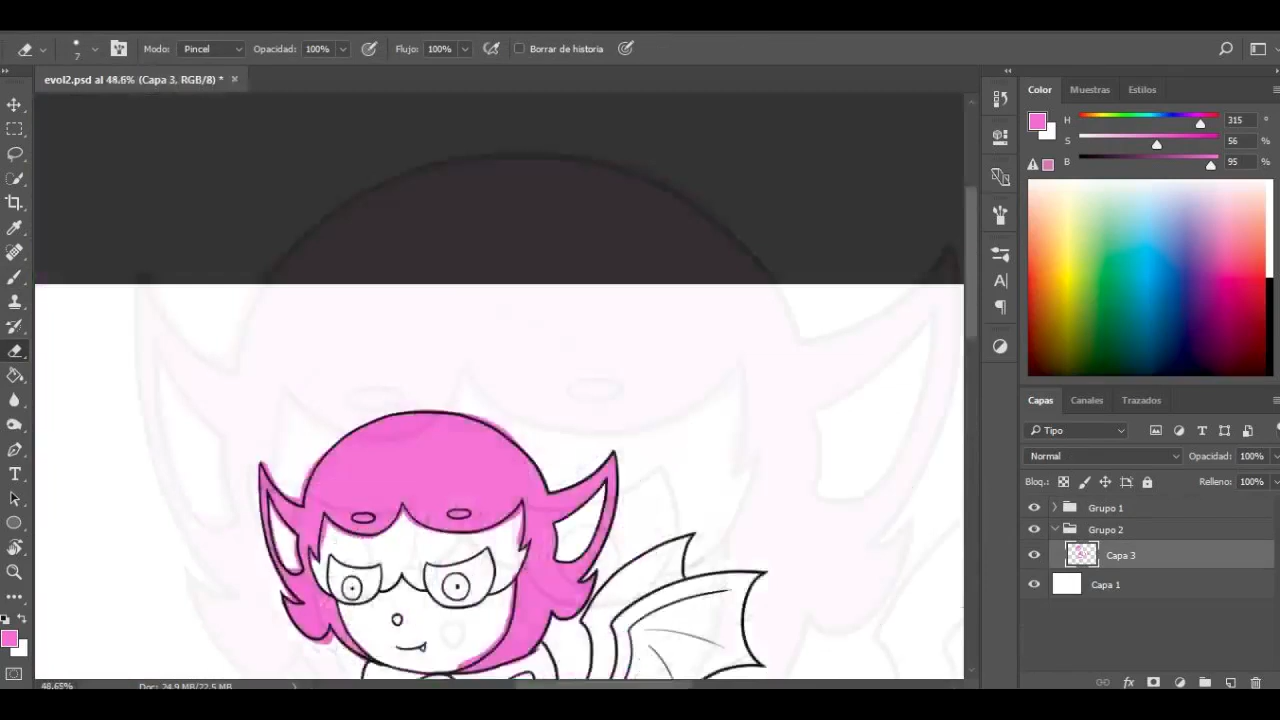 7 Modo: Pincel Opacidad: 100% Flujo: 100% Borrar de historia
evol2.psd al 48.6% (Capa 3, RGB/8) * ×
Color Muestras Estilos
H 315 °
S 56 %
B 95 %
Capas Canales Trazados
Tipo
Normal Opacidad: 100%
Bloq.: Relleno: 100%
Grupo 1
Grupo 2
Capa 3
Capa 1
48.65% Doc: 24.9 MB/22.5 MB